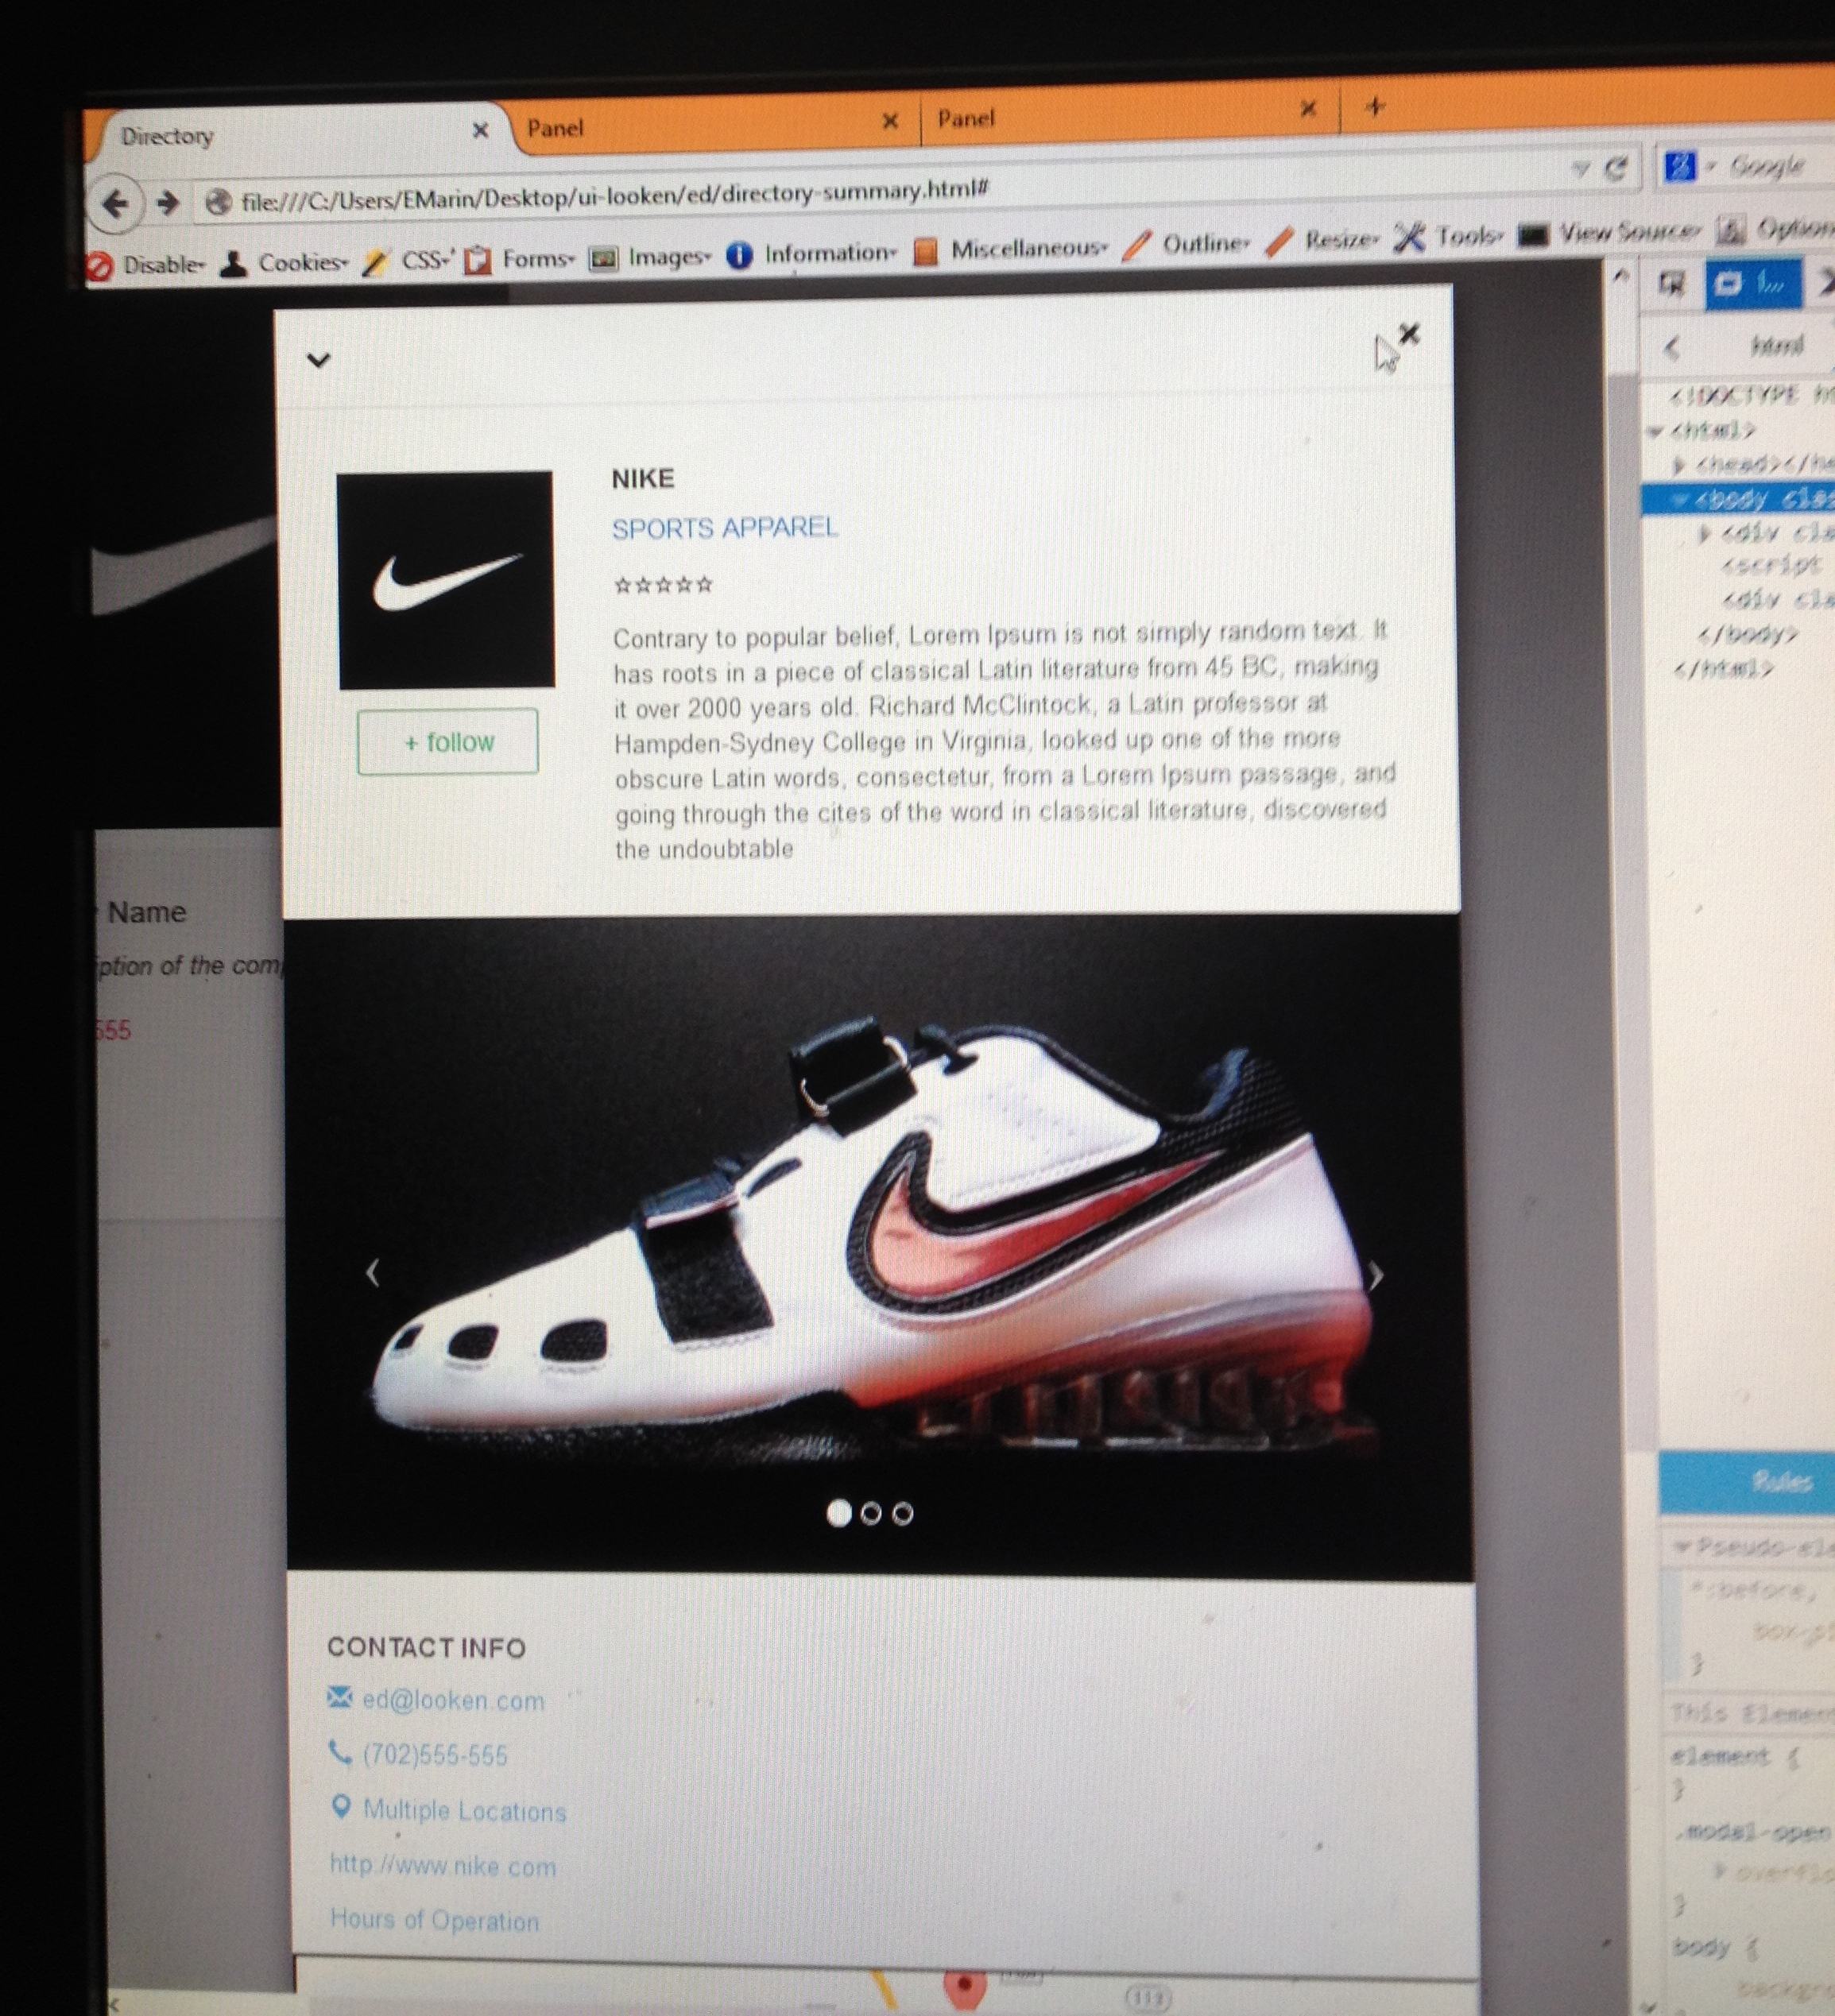 Directory
Panel
Panel
file:///C:/Users/EMarin/Desktop/ui-looken/ed/directory-summary.html#
Google
Disable
Cookies
CSS
Forms
Images
Information
Miscellaneous
Outline
Resize
Tools
View Source
Option
NIKE
SPORTS APPAREL
☆☆☆☆☆
Contrary to popular belief, Lorem Ipsum is not simply random text. It
has roots in a piece of classical Latin literature from 45 BC, making
it over 2000 years old. Richard McClintock, a Latin professor at
Hampden-Sydney College in Virginia, looked up one of the more
obscure Latin words, consectetur, from a Lorem Ipsum passage, and
going through the cites of the word in classical literature, discovered
the undoubtable
+ follow
Name
iption of the com
555
CONTACT INFO
ed@looken.com
(702)555-555
Multiple Locations
http://www.nike.com
Hours of Operation
html
<!DOCTYPE
<html>
<head></he
<body clas
<div cla
<script
<div cla
</body>
</html>
Rules
Pseudo-ele
*:before,
}
This Element
element {
}
.modal-open
overflo
}
body {
backgro